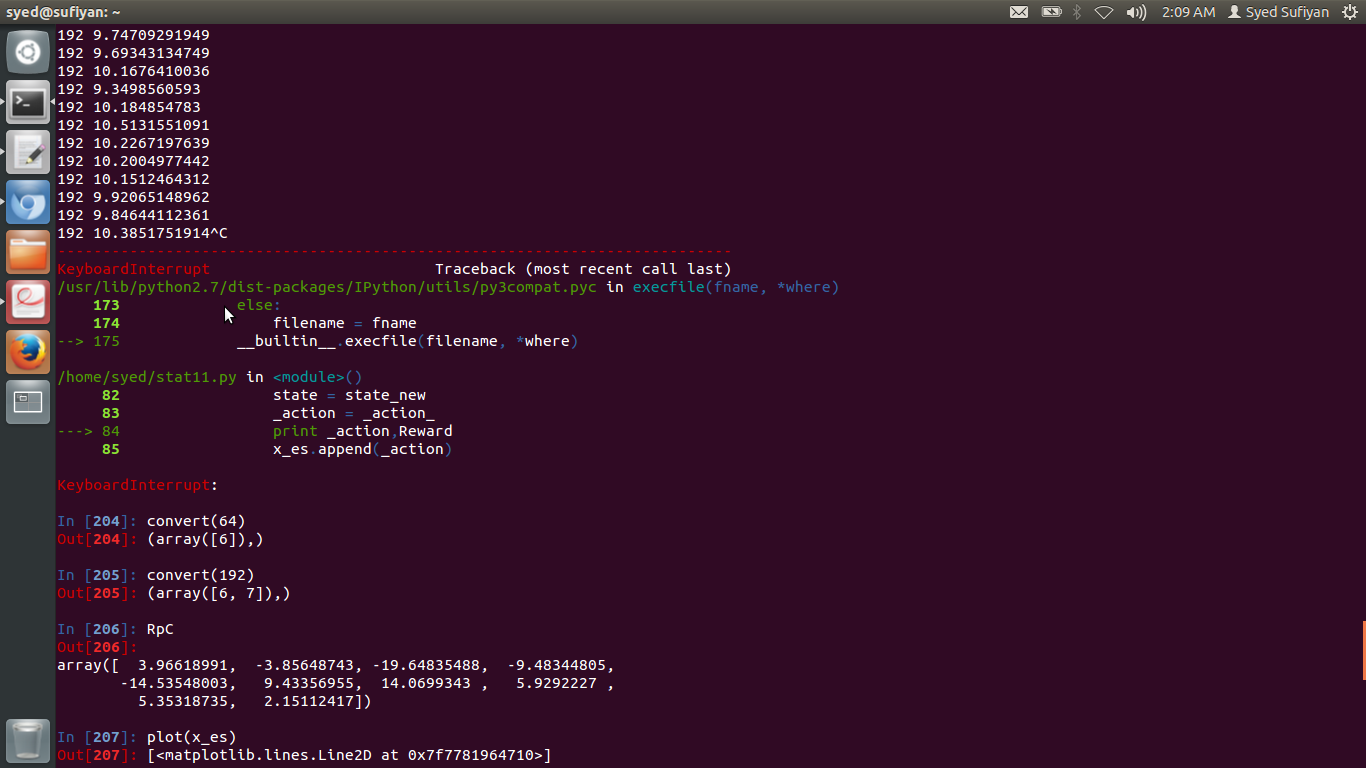 syed@sufiyan: ~ 2:09 AM Syed Sufiyan
192 9.74709291949
192 9.69343134749
192 10.1676410036
192 9.3498560593
192 10.184854783
192 10.5131551091
192 10.2267197639
192 10.2004977442
192 10.1512464312
192 9.92065148962
192 9.84644112361
192 10.3851751914^C
---------------------------------------------------------------------------
KeyboardInterrupt                         Traceback (most recent call last)
/usr/lib/python2.7/dist-packages/IPython/utils/py3compat.pyc in execfile(fname, *where)
    173             else:
    174                 filename = fname
--> 175             __builtin__.execfile(filename, *where)
/home/syed/stat11.py in <module>()
     82                 state = state_new
     83                 _action = _action_
---> 84                 print _action,Reward
     85                 x_es.append(_action)
KeyboardInterrupt:
In [204]: convert(64)
Out[204]: (array([6]),)
In [205]: convert(192)
Out[205]: (array([6, 7]),)
In [206]: RpC
Out[206]:
array([  3.96618991,  -3.85648743, -19.64835488,  -9.48344805,
       -14.53548003,   9.43356955,  14.0699343 ,   5.9292227 ,
         5.35318735,   2.15112417])
In [207]: plot(x_es)
Out[207]: [<matplotlib.lines.Line2D at 0x7f7781964710>]